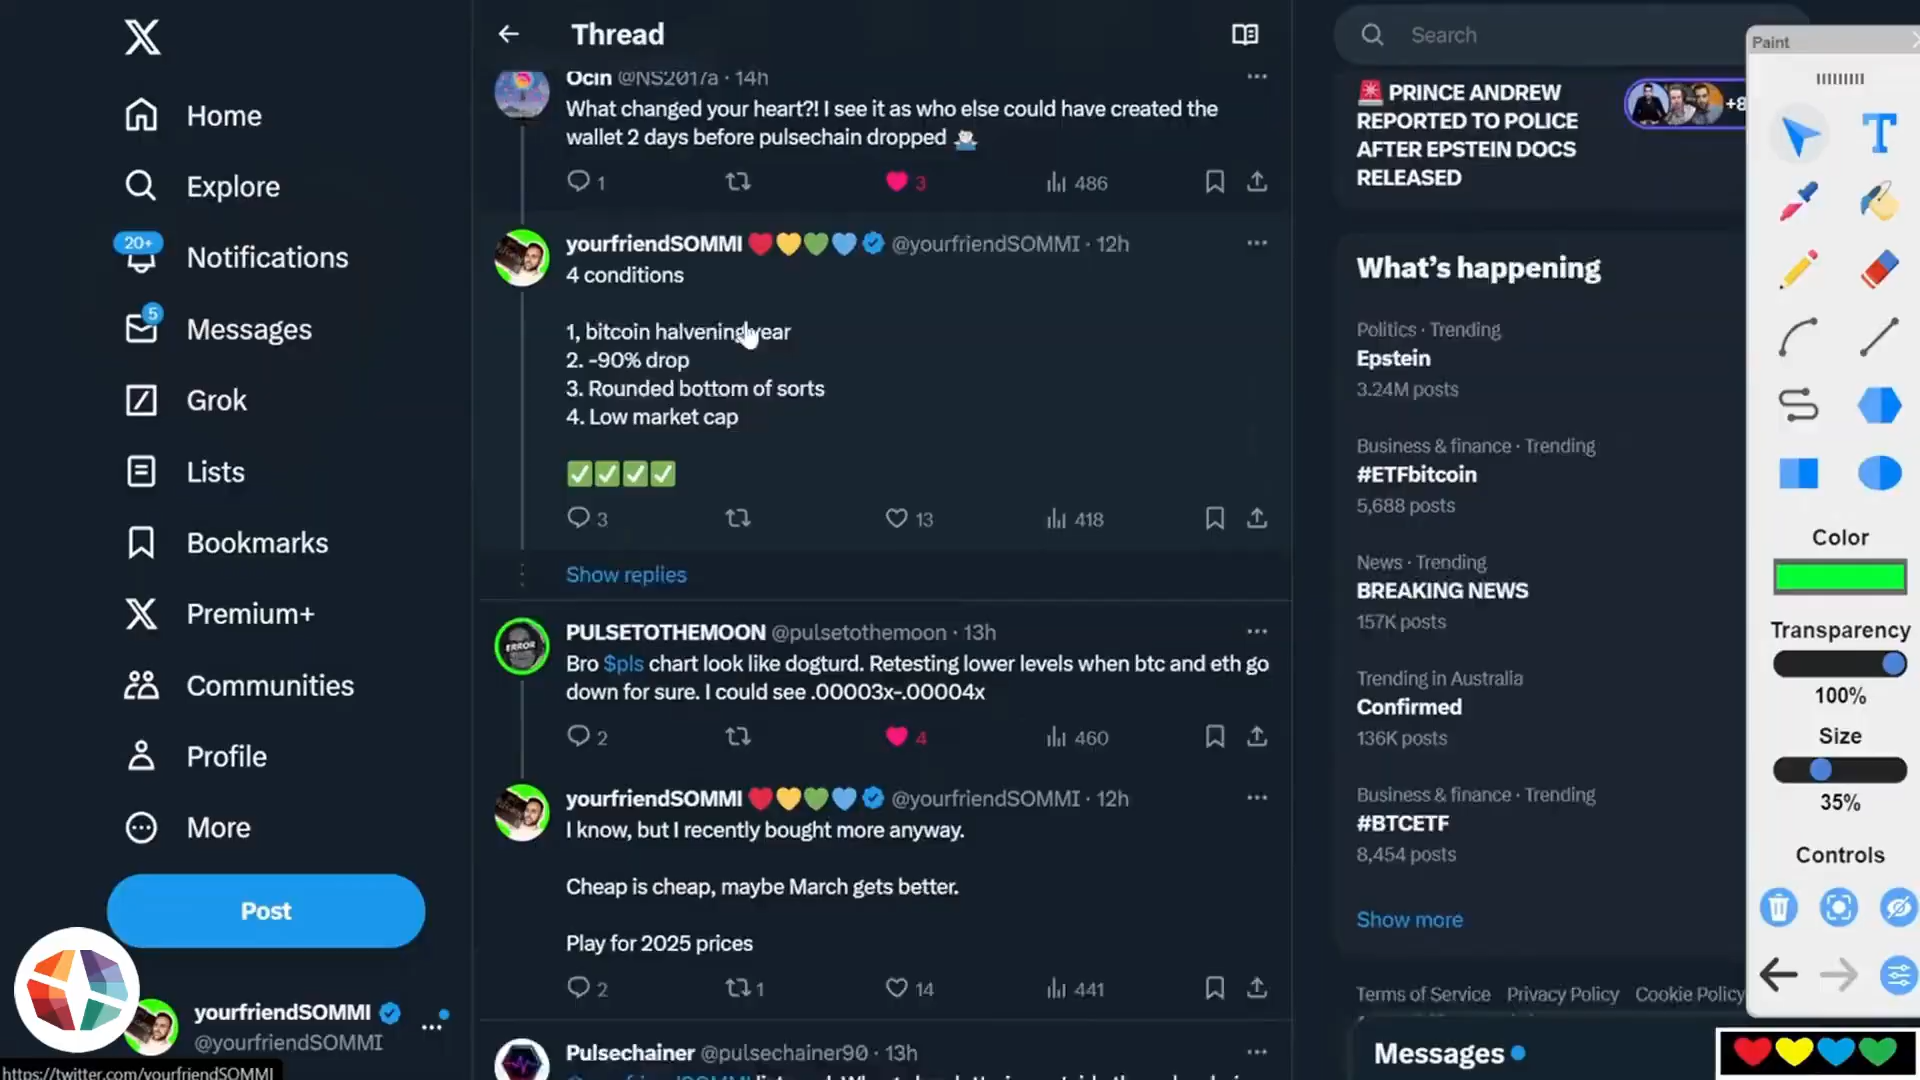 Home
Explore
20+
Notifications
5
Messages
Grok
Lists
Bookmarks
Premium+
Communities
Profile
More
Post
yourfriendSOMMI
@yourfriendSOMMI
https://twitter.com/yourfriendSOMMI
Thread
Ocin @NS2017a · 14h
What changed your heart?! I see it as who else could have created the
wallet 2 days before pulsechain dropped
1
3
486
yourfriendSOMMI @yourfriendSOMMI · 12h
4 conditions
1, bitcoin halvening year
2. -90% drop
3. Rounded bottom of sorts
4. Low market cap
3
13
418
Show replies
ERROR
PULSETOTHEMOON @pulsetothemoon · 13h
Bro $pls chart look like dogturd. Retesting lower levels when btc and eth go
down for sure. I could see .00003x-.00004x
2
4
460
yourfriendSOMMI @yourfriendSOMMI · 12h
I know, but I recently bought more anyway.
Cheap is cheap, maybe March gets better.
Play for 2025 prices
2
1
14
441
Pulsechainer @pulsechainer90 · 13h
Search
PRINCE ANDREW
REPORTED TO POLICE
AFTER EPSTEIN DOCS
RELEASED
+8
What's happening
Politics · Trending
Epstein
3.24M posts
Business & finance · Trending
#ETFbitcoin
5,688 posts
News · Trending
BREAKING NEWS
157K posts
Trending in Australia
Confirmed
136K posts
Business & finance · Trending
#BTCETF
8,454 posts
Show more
Terms of Service Privacy Policy Cookie Policy
Messages
Paint
T
Color
Transparency
100%
Size
35%
Controls